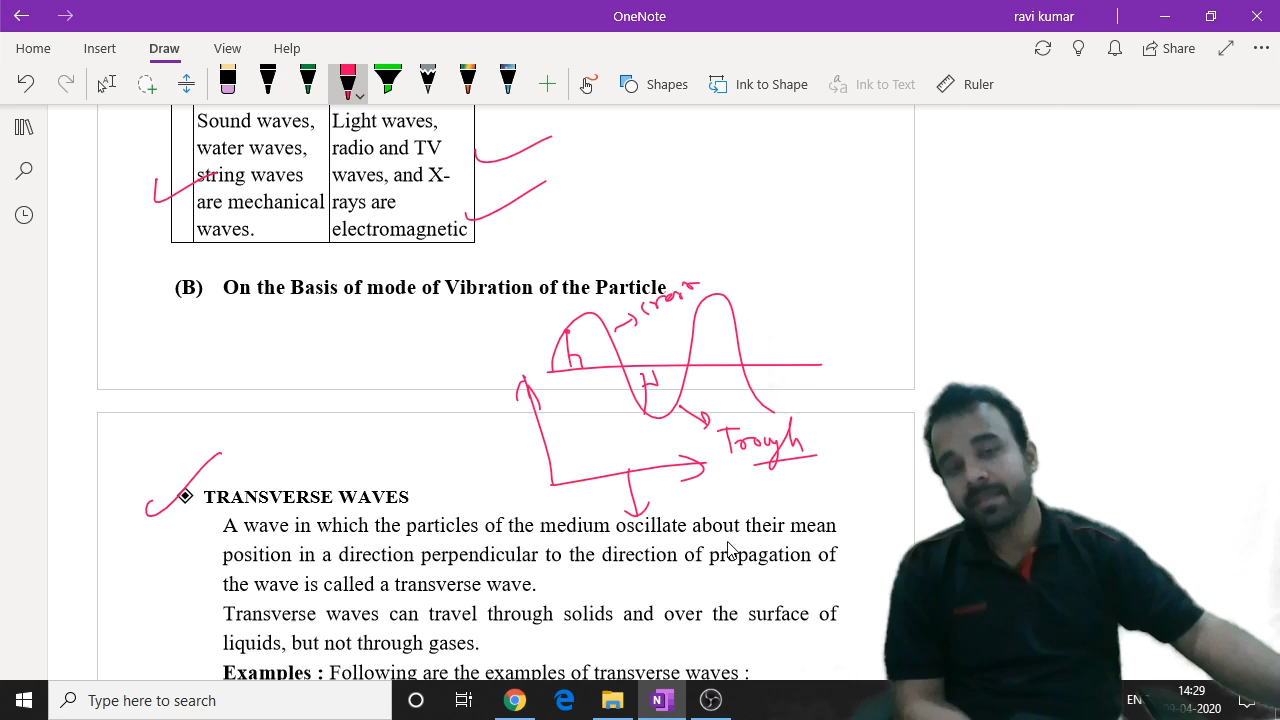 OneNote
ravi kumar
Home Insert Draw View Help
Share
Shapes
Ink to Shape
Ink to Text
Ruler
Sound waves,
water waves,
string waves
are mechanical
waves.
Light waves,
radio and TV
waves, and X-
rays are
electromagnetic
(B) On the Basis of mode of Vibration of the Particle
h
Trough
TRANSVERSE WAVES
A wave in which the particles of the medium oscillate about their mean
position in a direction perpendicular to the direction of propagation of
the wave is called a transverse wave.
Transverse waves can travel through solids and over the surface of
liquids, but not through gases.
Examples : Following are the examples of transverse waves :
Type here to search
EN
14:29
09-04-2020